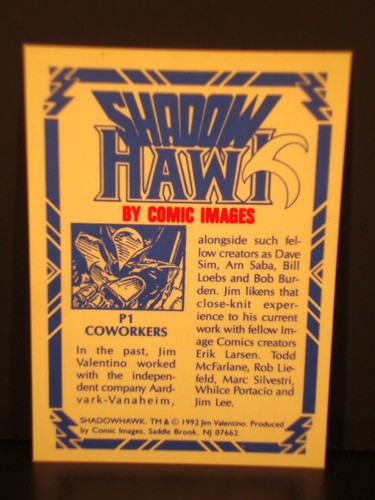 SHADOW
HAWK
BY COMIC IMAGES
P1
COWORKERS
In the past, Jim
Valentino worked
with the indepen-
dent company Aard-
vark-Vanaheim,
alongside such fel-
low creators as Dave
Sim, Arn Saba, Bill
Loebs and Bob Bur-
den. Jim likens that
close-knit experi-
ence to his current
work with fellow Im-
age Comics creators
Erik Larsen. Todd
McFarlane, Rob Lie-
feld, Marc Silvestri,
Whilce Portacio and
Jim Lee.
SHADOWHAWK: TM & © 1992 Jim Valentino. Produced
by Comic Images, Saddle Brook, NJ 07662.